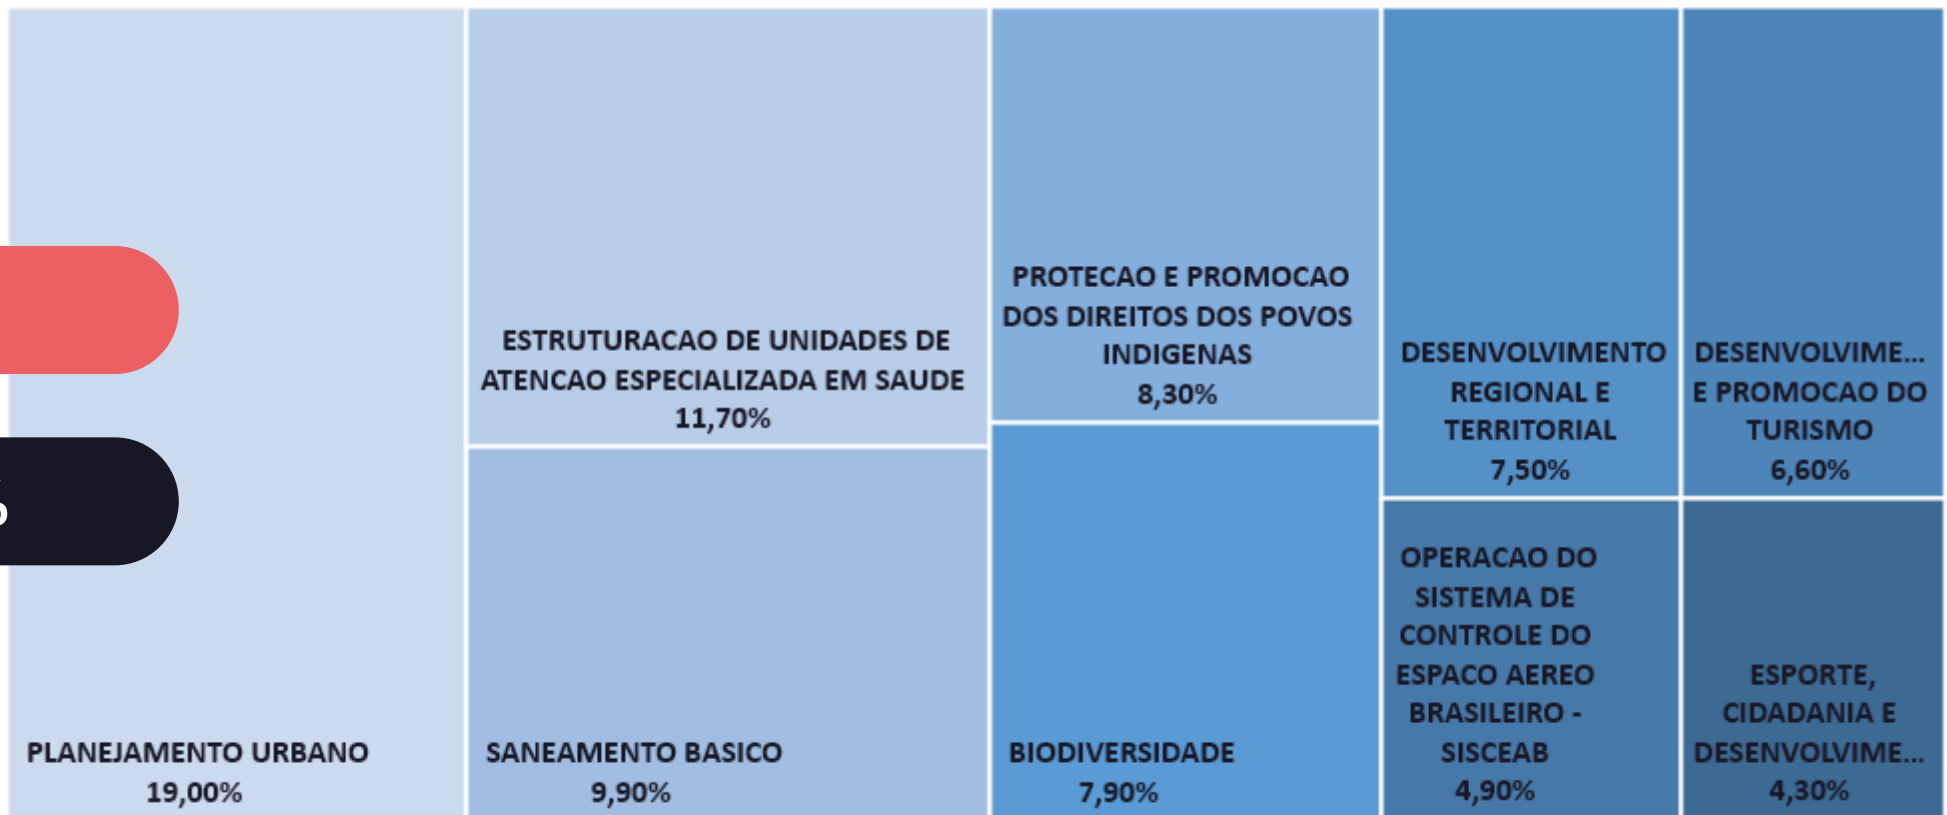 PLANEJAMENTO URBANO
19,00%
ESTRUTURACAO DE UNIDADES DE
ATENCAO ESPECIALIZADA EM SAUDE
11,70%
SANEAMENTO BASICO
9,90%
PROTECAO E PROMOCAO
DOS DIREITOS DOS POVOS
INDIGENAS
8,30%
BIODIVERSIDADE
7,90%
DESENVOLVIMENTO
REGIONAL E
TERRITORIAL
7,50%
DESENVOLVIME...
E PROMOCAO DO
TURISMO
6,60%
OPERACAO DO
SISTEMA DE
CONTROLE DO
ESPACO AEREO
BRASILEIRO -
SISCEAB
4,90%
ESPORTE,
CIDADANIA E
DESENVOLVIME...
4,30%